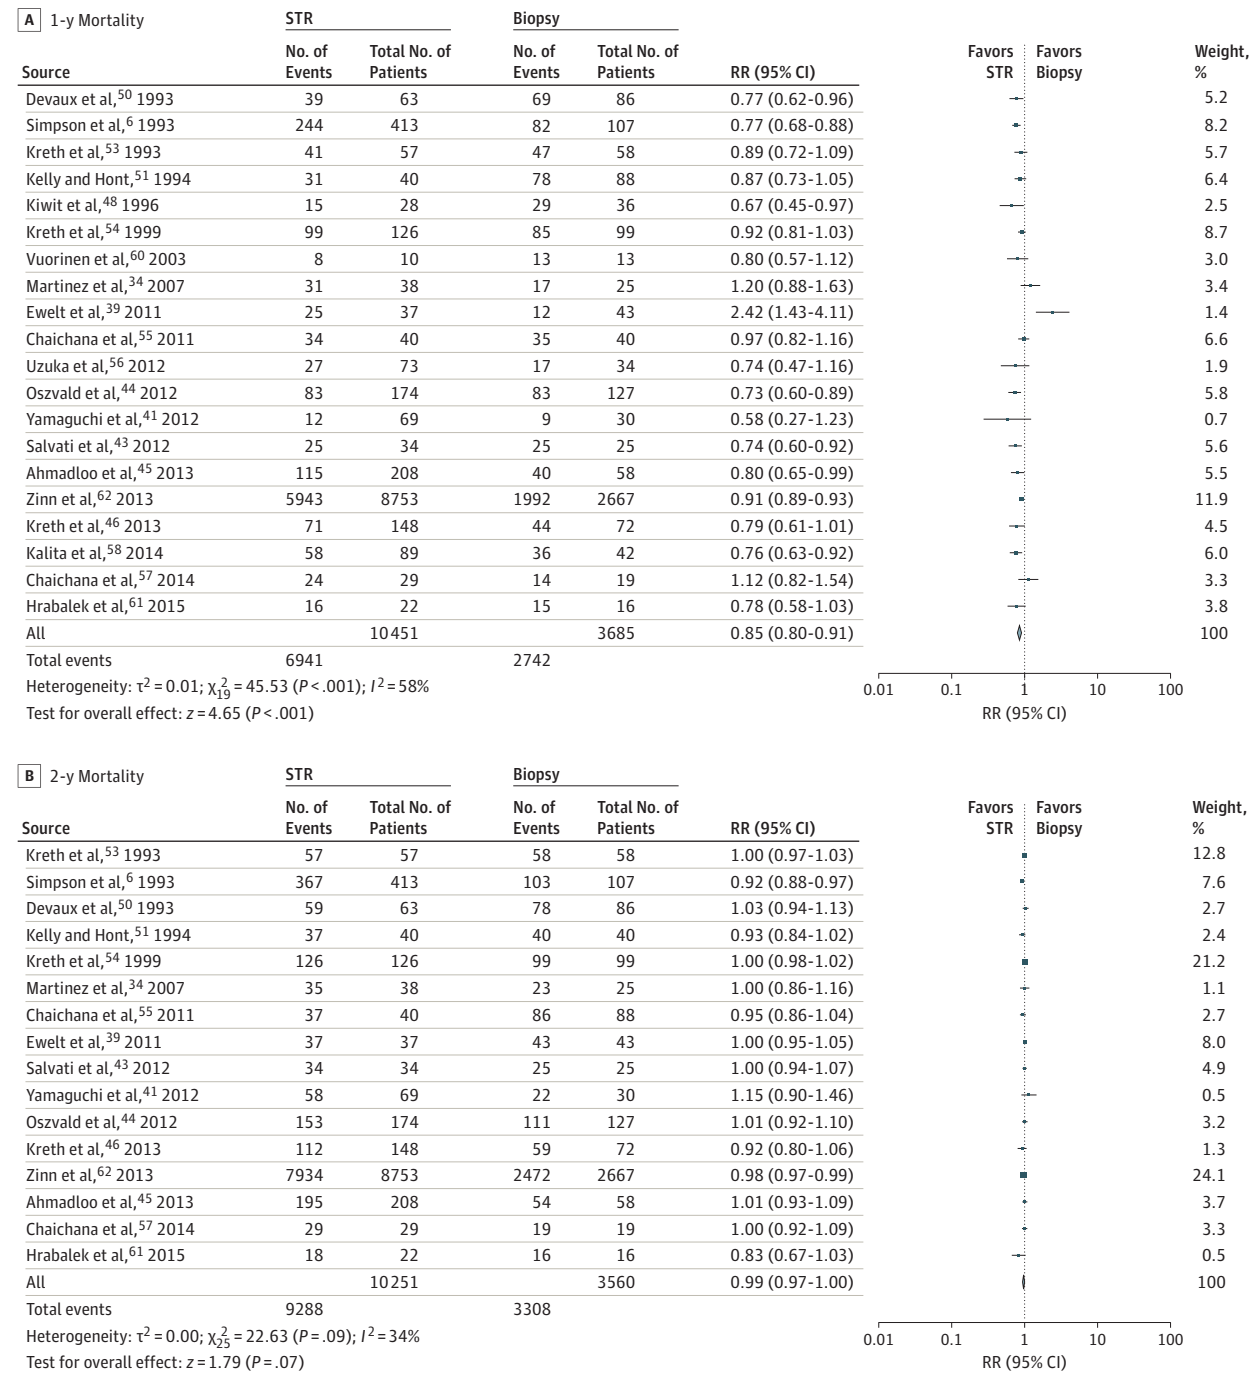 A 1-y Mortality STR Biopsy
No. of Events Total No. of Patients No. of Events Total No. of Patients Favors STR Favors Biopsy Weight, %
Source RR (95% CI)
Devaux et al,50 1993 39 63 69 86 0.77 (0.62-0.96) 5.2
Simpson et al,6 1993 244 413 82 107 0.77 (0.68-0.88) 8.2
Kreth et al,53 1993 41 57 47 58 0.89 (0.72-1.09) 5.7
Kelly and Hont,51 1994 31 40 78 88 0.87 (0.73-1.05) 6.4
Kiwit et al,48 1996 15 28 29 36 0.67 (0.45-0.97) 2.5
Kreth et al,54 1999 99 126 85 99 0.92 (0.81-1.03) 8.7
Vuorinen et al,60 2003 8 10 13 13 0.80 (0.57-1.12) 3.0
Martinez et al,34 2007 31 38 17 25 1.20 (0.88-1.63) 3.4
Ewelt et al,39 2011 25 37 12 43 2.42 (1.43-4.11) 1.4
Chaichana et al,55 2011 34 40 35 40 0.97 (0.82-1.16) 6.6
Uzuka et al,56 2012 27 73 17 34 0.74 (0.47-1.16) 1.9
Oszvald et al,44 2012 83 174 83 127 0.73 (0.60-0.89) 5.8
Yamaguchi et al,41 2012 12 69 9 30 0.58 (0.27-1.23) 0.7
Salvati et al,43 2012 25 34 25 25 0.74 (0.60-0.92) 5.6
Ahmadloo et al,45 2013 115 208 40 58 0.80 (0.65-0.99) 5.5
Zinn et al,62 2013 5943 8753 1992 2667 0.91 (0.89-0.93) 11.9
Kreth et al,46 2013 71 148 44 72 0.79 (0.61-1.01) 4.5
Kalita et al,58 2014 58 89 36 42 0.76 (0.63-0.92) 6.0
Chaichana et al,57 2014 24 29 14 19 1.12 (0.82-1.54) 3.3
Hrabalek et al,61 2015 16 22 15 16 0.78 (0.58-1.03) 3.8
All 10451 3685 0.85 (0.80-0.91) 100
Total events 6941 2742
Heterogeneity: τ2 = 0.01; χ2 19 = 45.53 (P < .001); I2 = 58%
0.01 0.1 1 10 100
Test for overall effect: z = 4.65 (P < .001) RR (95% CI)
B 2-y Mortality STR Biopsy
No. of Events Total No. of Patients No. of Events Total No. of Patients Favors STR Favors Biopsy Weight, %
Source RR (95% CI)
Kreth et al,53 1993 57 57 58 58 1.00 (0.97-1.03) 12.8
Simpson et al,6 1993 367 413 103 107 0.92 (0.88-0.97) 7.6
Devaux et al,50 1993 59 63 78 86 1.03 (0.94-1.13) 2.7
Kelly and Hont,51 1994 37 40 40 40 0.93 (0.84-1.02) 2.4
Kreth et al,54 1999 126 126 99 99 1.00 (0.98-1.02) 21.2
Martinez et al,34 2007 35 38 23 25 1.00 (0.86-1.16) 1.1
Chaichana et al,55 2011 37 40 86 88 0.95 (0.86-1.04) 2.7
Ewelt et al,39 2011 37 37 43 43 1.00 (0.95-1.05) 8.0
Salvati et al,43 2012 34 34 25 25 1.00 (0.94-1.07) 4.9
Yamaguchi et al,41 2012 58 69 22 30 1.15 (0.90-1.46) 0.5
Oszvald et al,44 2012 153 174 111 127 1.01 (0.92-1.10) 3.2
Kreth et al,46 2013 112 148 59 72 0.92 (0.80-1.06) 1.3
Zinn et al,62 2013 7934 8753 2472 2667 0.98 (0.97-0.99) 24.1
Ahmadloo et al,45 2013 195 208 54 58 1.01 (0.93-1.09) 3.7
Chaichana et al,57 2014 29 29 19 19 1.00 (0.92-1.09) 3.3
Hrabalek et al,61 2015 18 22 16 16 0.83 (0.67-1.03) 0.5
All 10251 3560 0.99 (0.97-1.00) 100
Total events 9288 3308
Heterogeneity: τ2 = 0.00; χ2 25 = 22.63 (P = .09); I2 = 34%
0.01 0.1 1 10 100
Test for overall effect: z = 1.79 (P = .07) RR (95% CI)